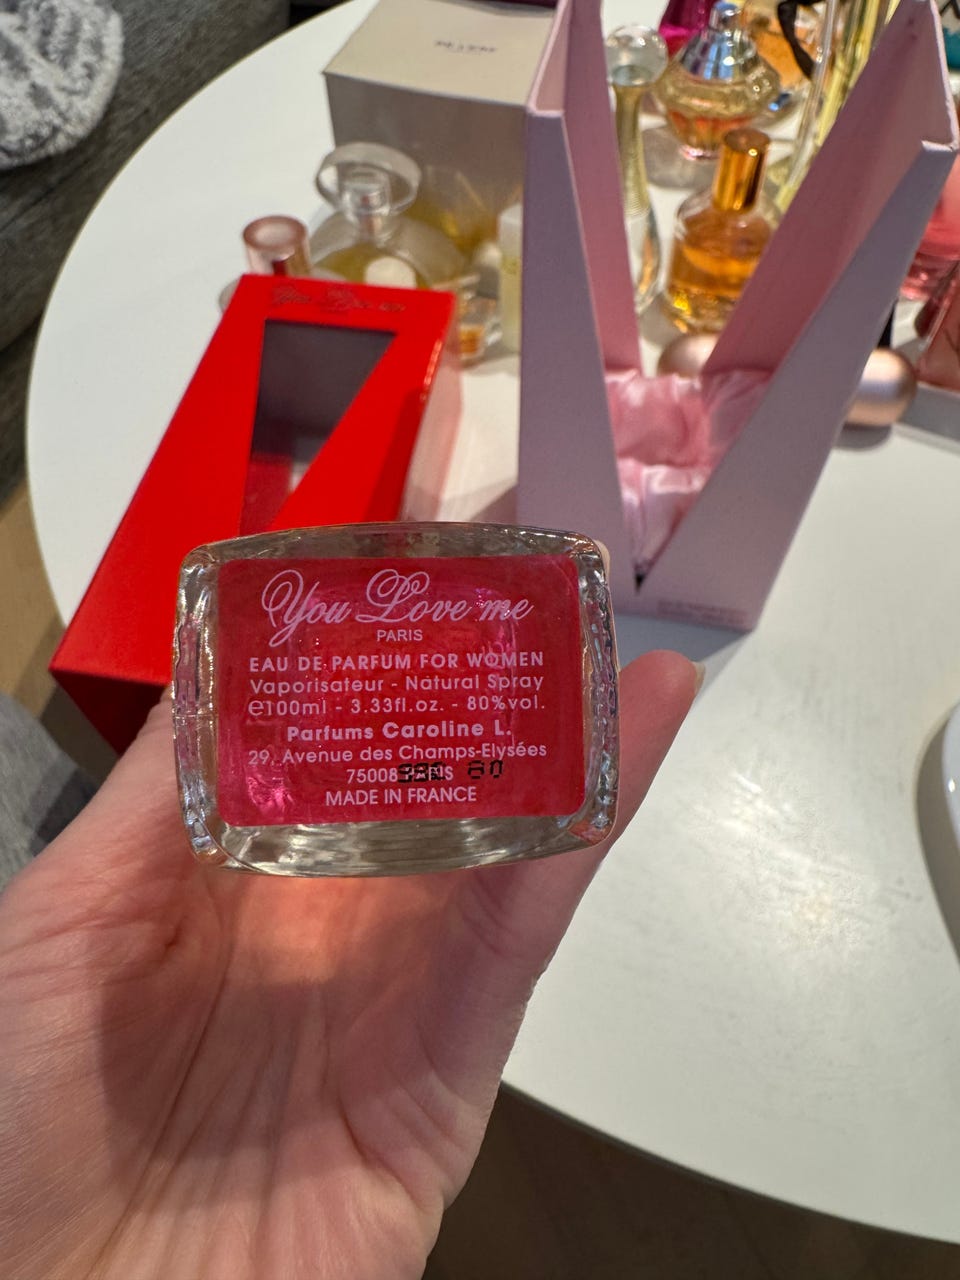 You Love me
PARIS
EAU DE PARFUM FOR WOMEN
Vaporisateur - Natural Spray
℮100ml - 3.33fl.oz. - 80%vol.
Parfums Caroline L.
29, Avenue des Champs-Elysées
75008 PARIS
MADE IN FRANCE